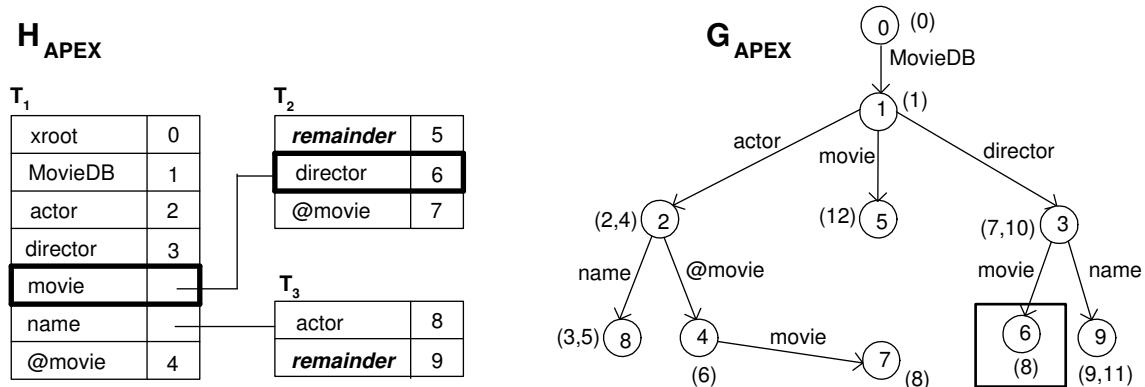 H APEX
T1
xroot 0
MovieDB 1
actor 2
director 3
movie
name
@movie 4
T2
remainder 5
director 6
@movie 7
T3
actor 8
remainder 9
G APEX
0 (0)
MovieDB
1 (1)
actor movie director
(2,4) 2 (12) 5 (7,10) 3
name @movie movie name
(3,5) 8 4 movie 7 6 9
(6) (8) (8) (9,11)